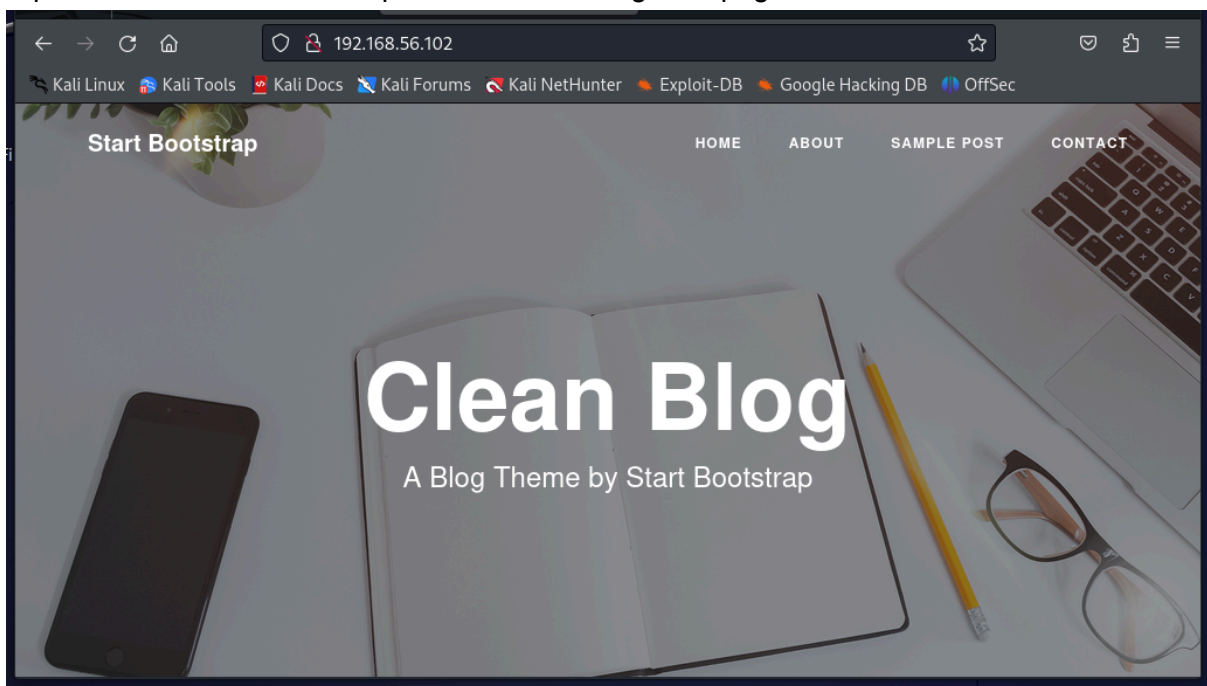 192.168.56.102
Kali Linux Kali Tools Kali Docs Kali Forums Kali NetHunter Exploit-DB Google Hacking DB OffSec
Start Bootstrap HOME ABOUT SAMPLE POST CONTACT
Clean Blog
A Blog Theme by Start Bootstrap